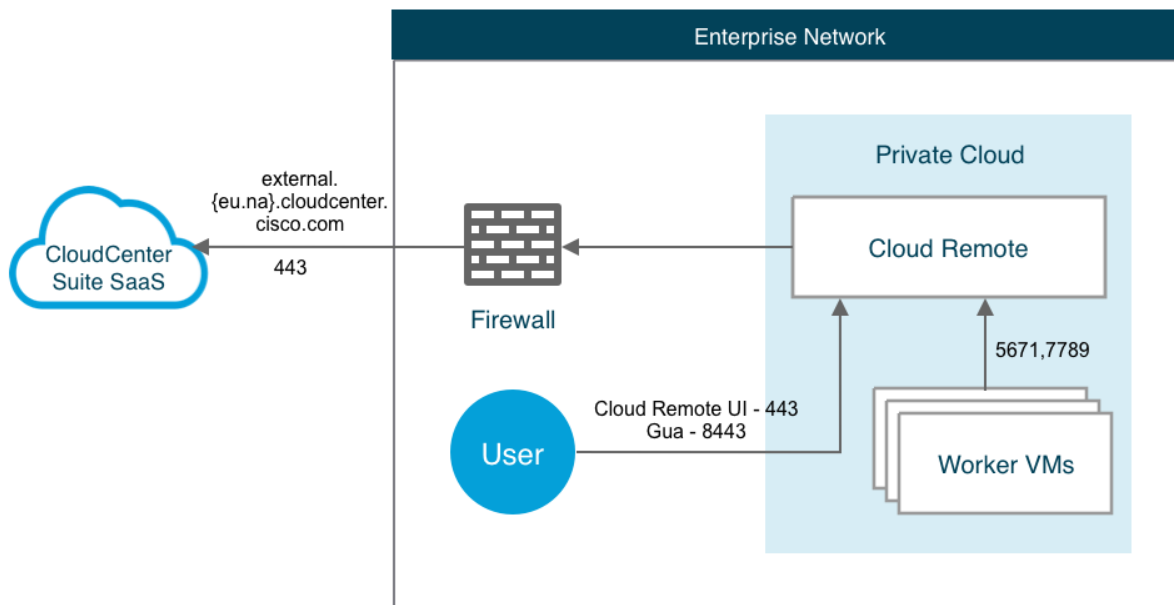 Enterprise Network
Private Cloud
external.
{eu.na}.cloudcenter.
cisco.com
443
CloudCenter
Suite SaaS
Firewall
Cloud Remote
5671,7789
Cloud Remote UI - 443
Gua - 8443
User
Worker VMs